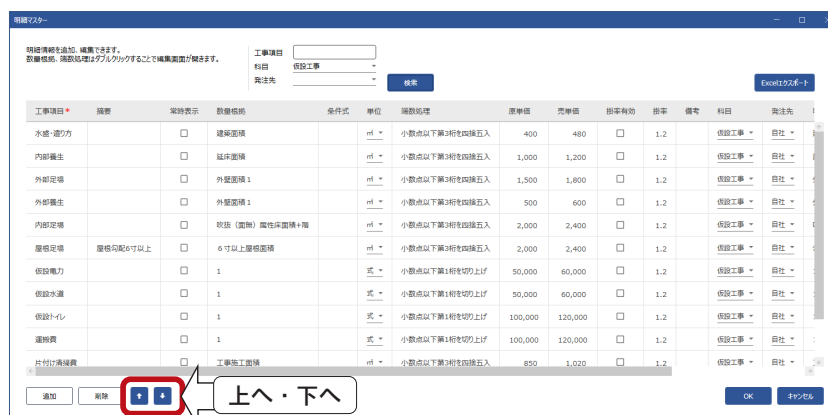 明細マスター
明細情報を追加、編集できます。
数量根拠、端数処理はダブルクリックすることで編集画面が開きます。
工事項目
科目 仮設工事
発注先
検索
Excelエクスポート
工事項目* 摘要 常時表示 数量根拠 条件式 単位 端数処理 原単価 売単価 掛率有効 掛率 備考 科目 発注先
水盛・遣り方 建築面積 ㎡ 小数点以下第3桁を四捨五入 400 480 1.2 仮設工事 自社
内部養生 延床面積 ㎡ 小数点以下第3桁を四捨五入 1,000 1,200 1.2 仮設工事 自社
外部足場 外壁面積1 ㎡ 小数点以下第3桁を四捨五入 1,500 1,800 1.2 仮設工事 自社
外部養生 外壁面積1 ㎡ 小数点以下第3桁を四捨五入 500 600 1.2 仮設工事 自社
内部足場 吹抜（面無）属性床面積+階 ㎡ 小数点以下第3桁を四捨五入 2,000 2,400 1.2 仮設工事 自社
屋根足場 屋根勾配6寸以上 6寸以上屋根面積 ㎡ 小数点以下第3桁を四捨五入 2,000 2,400 1.2 仮設工事 自社
仮設電力 1 式 小数点以下第1桁を切り上げ 50,000 60,000 1.2 仮設工事 自社
仮設水道 1 式 小数点以下第1桁を切り上げ 50,000 60,000 1.2 仮設工事 自社
仮設トイレ 1 式 小数点以下第1桁を切り上げ 100,000 120,000 1.2 仮設工事 自社
運搬費 1 式 小数点以下第1桁を切り上げ 100,000 120,000 1.2 仮設工事 自社
片付け清掃費 工事施工面積 ㎡ 小数点以下第3桁を四捨五入 850 1,020 1.2 仮設工事 自社
追加 削除 ↑ ↓ 上へ・下へ OK キャンセル